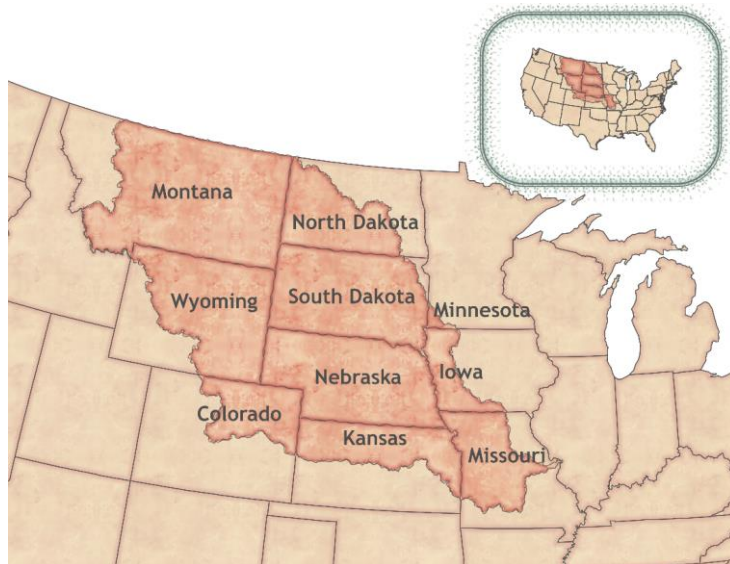 Montana
North Dakota
Wyoming
South Dakota
Minnesota
Nebraska
Iowa
Colorado
Kansas
Missouri